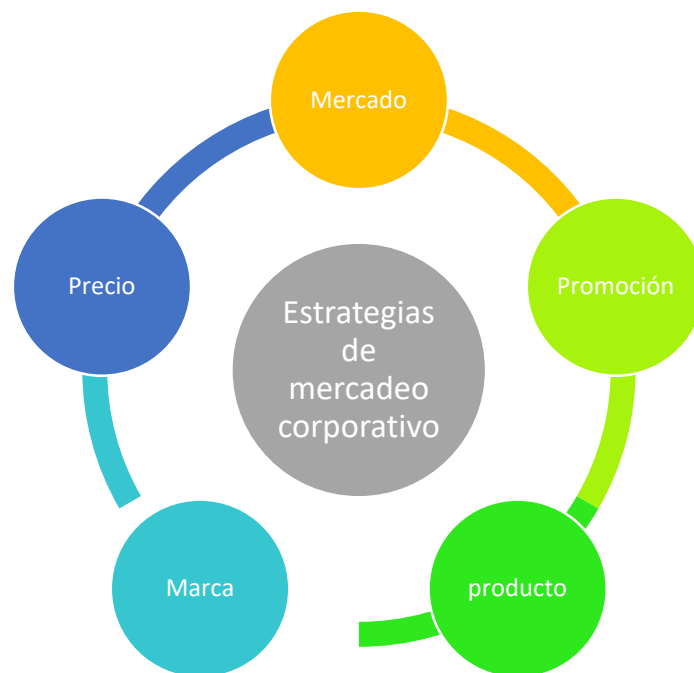 Mercado
Precio
Promoción
Estrategias
de
mercadeo
corporativo
Marca
producto